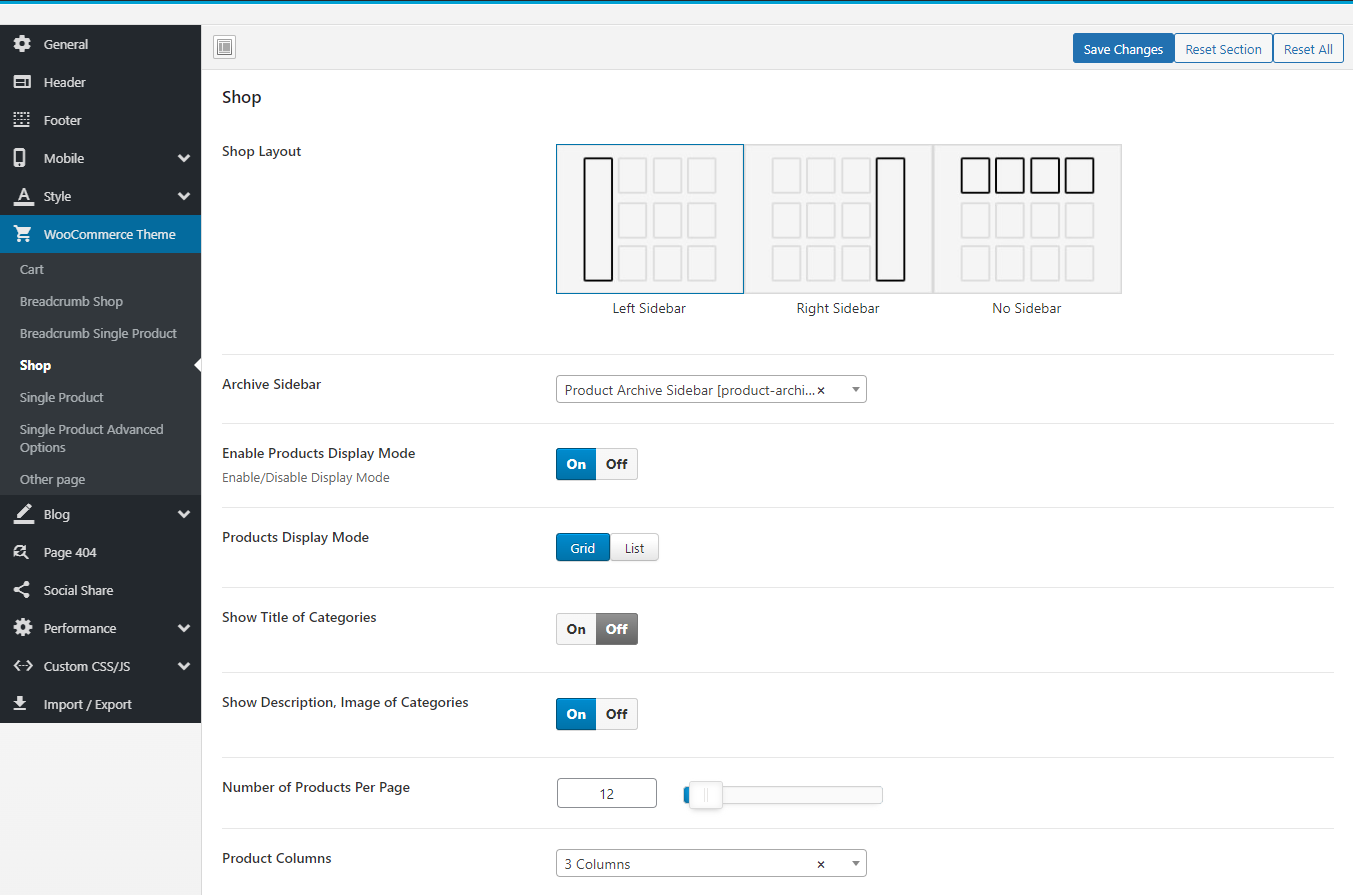 General
Header
Footer
Mobile
Style
WooCommerce Theme
Cart
Breadcrumb Shop
Breadcrumb Single Product
Shop
Single Product
Single Product Advanced
Options
Other page
Blog
Page 404
Social Share
Performance
Custom CSS/JS
Import / Export
Save Changes Reset Section Reset All
Shop
Shop Layout
Left Sidebar Right Sidebar No Sidebar
Archive Sidebar
Product Archive Sidebar [product-archi... ×
Enable Products Display Mode
Enable/Disable Display Mode
On Off
Products Display Mode
Grid List
Show Title of Categories
On Off
Show Description, Image of Categories
On Off
Number of Products Per Page
12
Product Columns
3 Columns ×